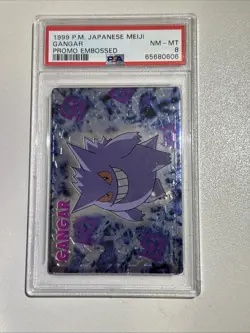 1999 P.M. JAPANESE MEIJI
GANGAR
NM - MT
PROMO EMBOSSED
8
PSA
65680606
GANGAR